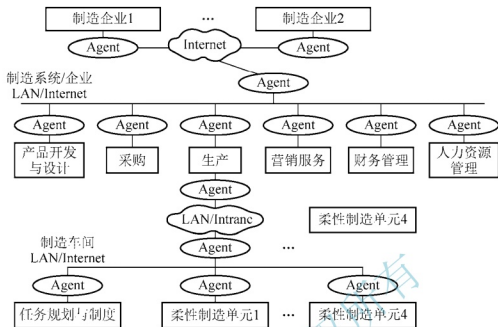 制造企业1
...
制造企业2
Agent
Internet
Agent
制造系统/企业
LAN/Internet
Agent
Agent
Agent
Agent
Agent
Agent
Agent
产品开发
与设计
采购
生产
营销服务
财务管理
人力资源
管理
Agent
LAN/Intranc
柔性制造单元4
制造车间
LAN/Internet
Agent
...
Agent
Agent
Agent
任务规划与制度
柔性制造单元1
...
柔性制造单元4
所有